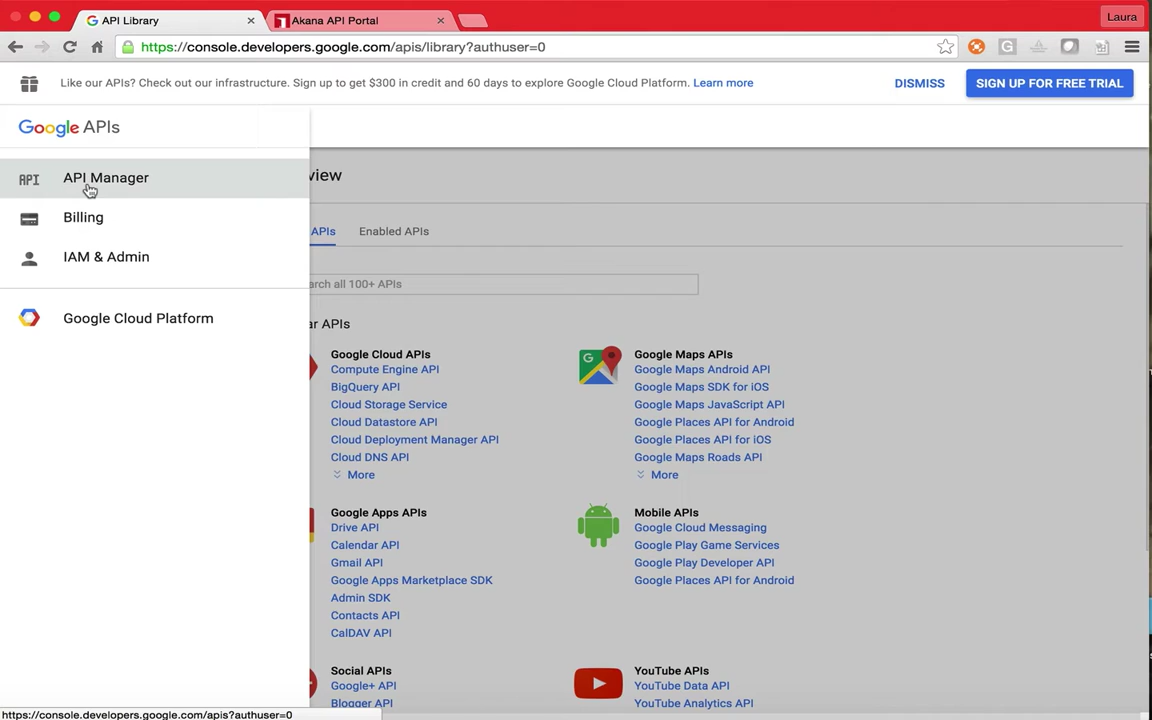 API Library
Akana API Portal
Laura
https://console.developers.google.com/apis/library?authuser=0
Like our APIs? Check out our infrastructure. Sign up to get $300 in credit and 60 days to explore Google Cloud Platform. Learn more
DISMISS
SIGN UP FOR FREE TRIAL
Google APIs
API API Manager
Billing
IAM & Admin
Google Cloud Platform
view
APIs
Enabled APIs
arch all 100+ APIs
ar APIs
Google Cloud APIs
Compute Engine API
BigQuery API
Cloud Storage Service
Cloud Datastore API
Cloud Deployment Manager API
Cloud DNS API
More
Google Maps APIs
Google Maps Android API
Google Maps SDK for iOS
Google Maps JavaScript API
Google Places API for Android
Google Places API for iOS
Google Maps Roads API
More
Google Apps APIs
Drive API
Calendar API
Gmail API
Google Apps Marketplace SDK
Admin SDK
Contacts API
CalDAV API
Mobile APIs
Google Cloud Messaging
Google Play Game Services
Google Play Developer API
Google Places API for Android
Social APIs
Google+ API
Blogger API
YouTube APIs
YouTube Data API
YouTube Analytics API
https://console.developers.google.com/apis?authuser=0